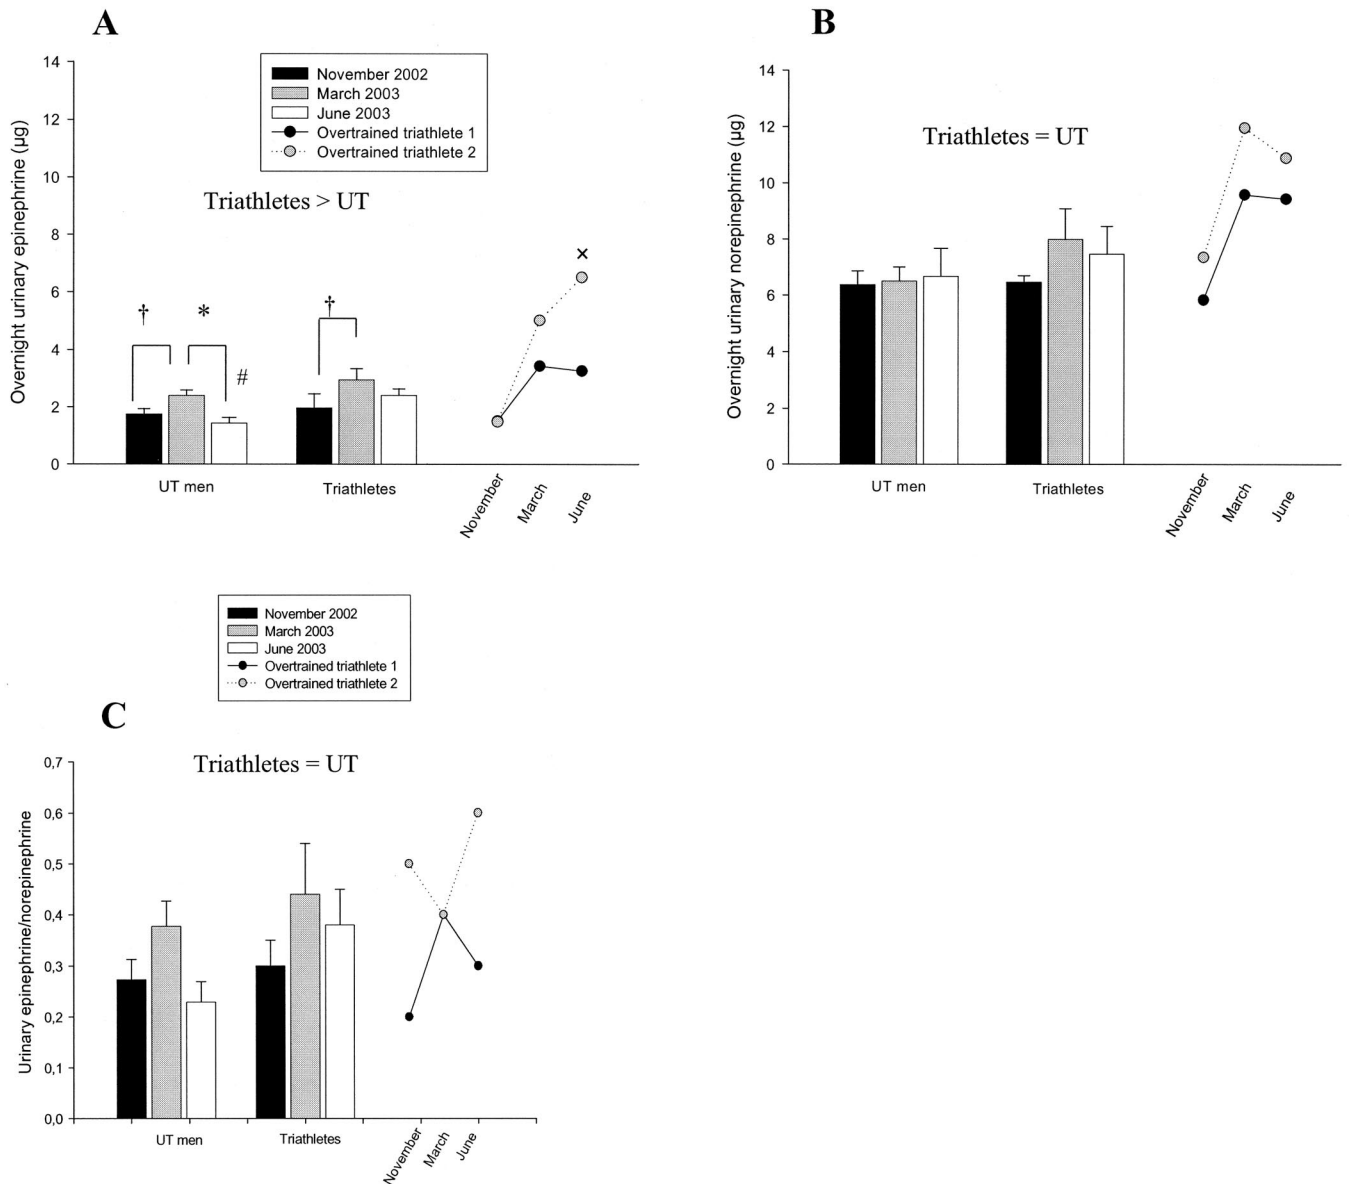 A
14
12
10
8
6
4
2
0
Overnight urinary epinephrine (µg)
November 2002
March 2003
June 2003
Overtrained triathlete 1
Overtrained triathlete 2
Triathletes > UT
†
*
#
†
×
UT men
Triathletes
November
March
June
B
14
12
10
8
6
4
2
0
Overnight urinary norepinephrine (µg)
Triathletes = UT
UT men
Triathletes
November
March
June
November 2002
March 2003
June 2003
Overtrained triathlete 1
Overtrained triathlete 2
C
0,7
0,6
0,5
0,4
0,3
0,2
0,1
0,0
Urinary epinephrine/norepinephrine
Triathletes = UT
UT men
Triathletes
November
March
June